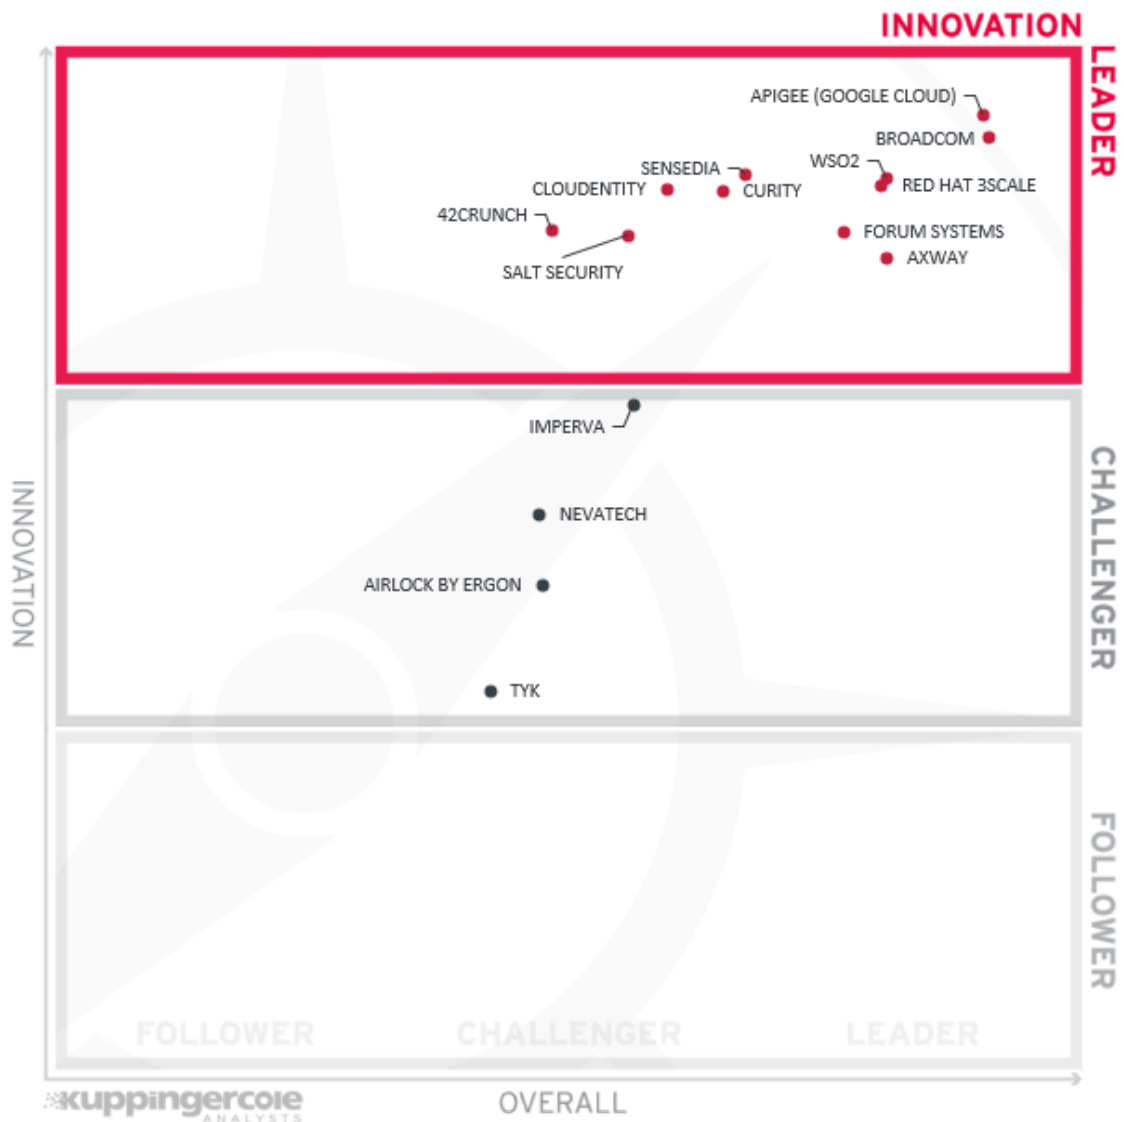 INNOVATION
LEADER
APIGEE (GOOGLE CLOUD)
BROADCOM
WSO2
SENSEDIA
RED HAT 3SCALE
CLOUDENTITY
CURITY
42CRUNCH
FORUM SYSTEMS
AXWAY
SALT SECURITY
IMPERVA
CHALLENGER
NEVATECH
INNOVATION
AIRLOCK BY ERGON
TYK
FOLLOWER
FOLLOWER CHALLENGER LEADER
kuppingercole
ANALYSTS
OVERALL